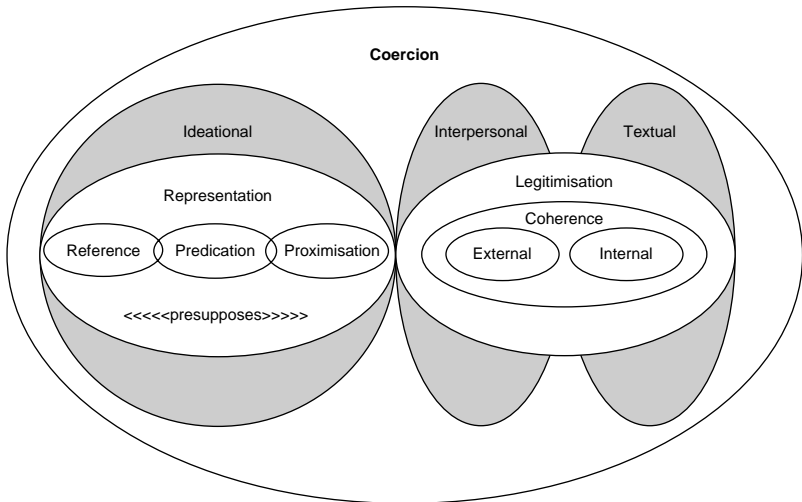 Coercion
Ideational
Interpersonal
Textual
Representation
Legitimisation
Coherence
Reference
Predication
Proximisation
External
Internal
<<<<<presupposes>>>>>